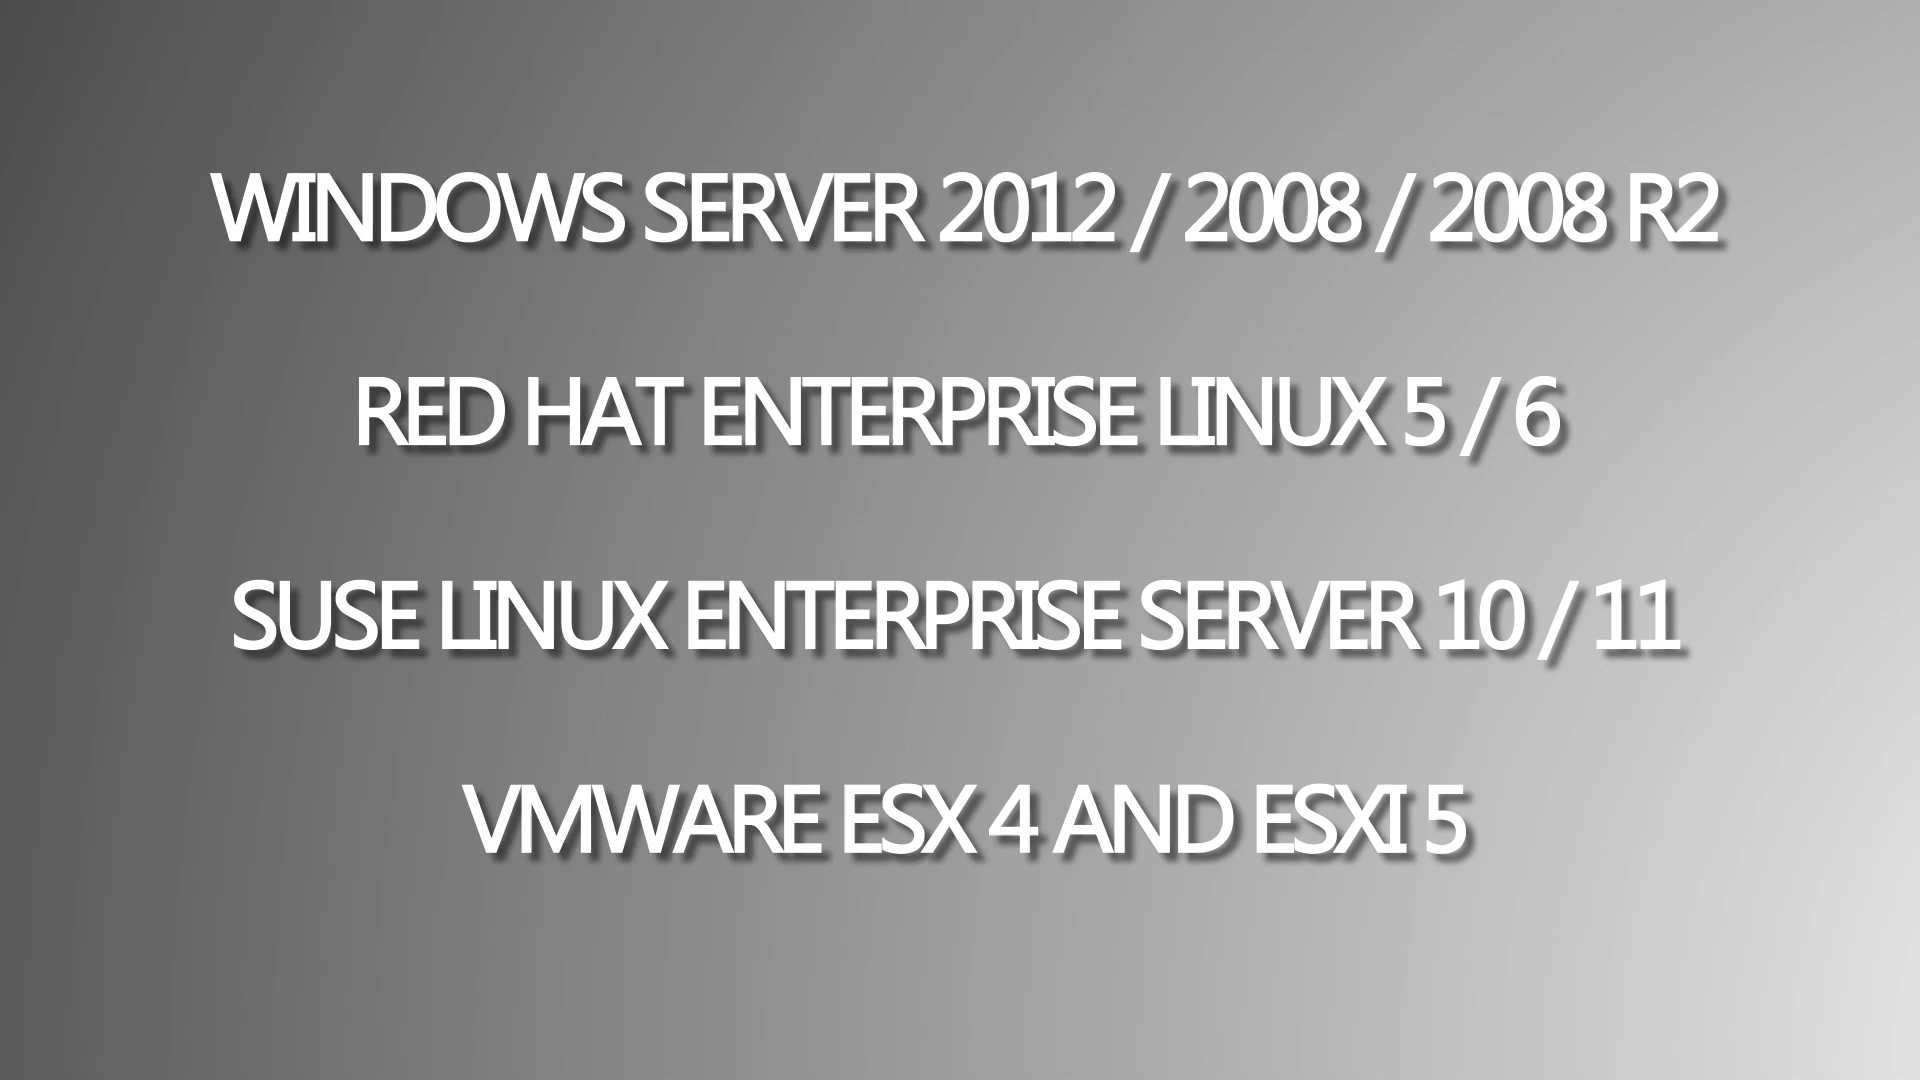 WINDOWS SERVER 2012 / 2008 / 2008 R2
RED HAT ENTERPRISE LINUX 5 / 6
SUSE LINUX ENTERPRISE SERVER 10 / 11
VMWARE ESX 4 AND ESXI 5